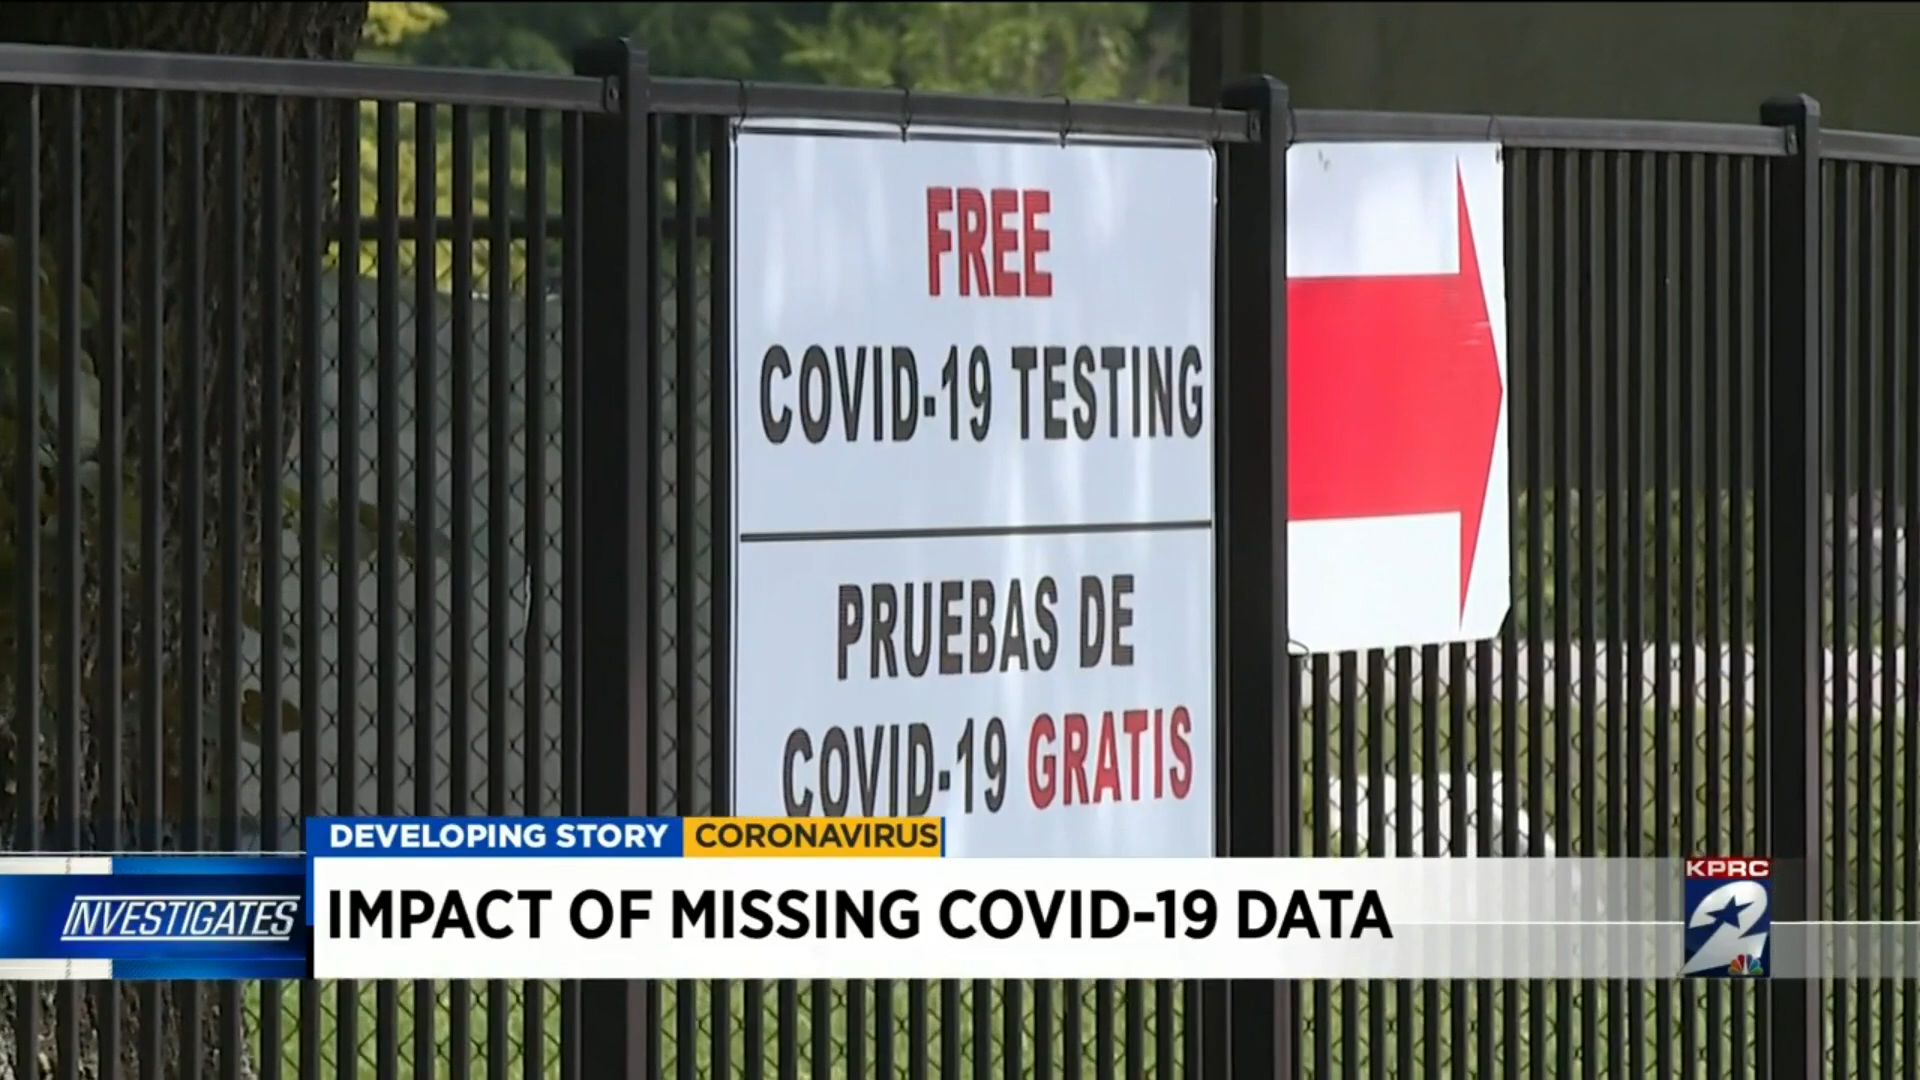 FREE
COVID-19 TESTING
PRUEBAS DE
COVID-19 GRATIS
DEVELOPING STORY CORONAVIRUS
INVESTIGATES
IMPACT OF MISSING COVID-19 DATA
KPRC
2